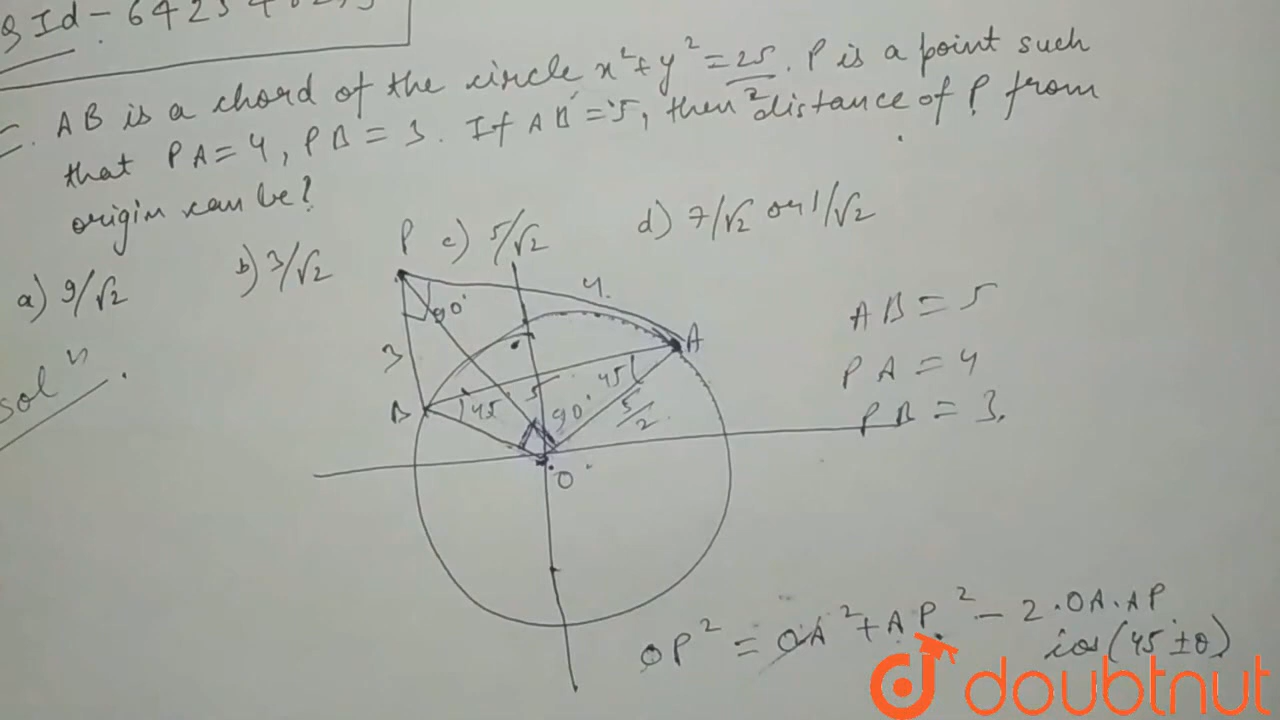 AB is a chord of the circle x²+y² = 25/2. P is a point such
that PA=4, PB=3. If AB=5, then distance of P from
origin can be?
a) 9/√2 b) 3/√2 c) 5/√2 d) 7/√2 or 1/√2
solⁿ.
P
90°
4.
3
A
B
5
45
45
90°
5/2
O
AB = 5
PA = 4
PB = 3.
OP² = OA² + AP² - 2.OA.AP
cos(45±θ)
doubtnut